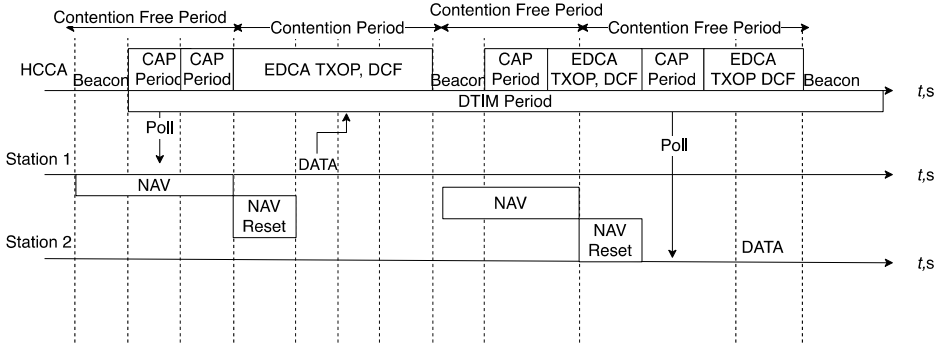 Contention Free Period
Contention Period
Contention Free Period
Contention Free Period
HCCA
Beacon
CAP
Period
CAP
Period
EDCA TXOP, DCF
Beacon
CAP
Period
EDCA
TXOP, DCF
CAP
Period
EDCA
TXOP DCF
Beacon
t,s
DTIM Period
Poll
Poll
Station 1
DATA
t,s
NAV
NAV
NAV
Reset
NAV
Reset
Station 2
DATA
t,s